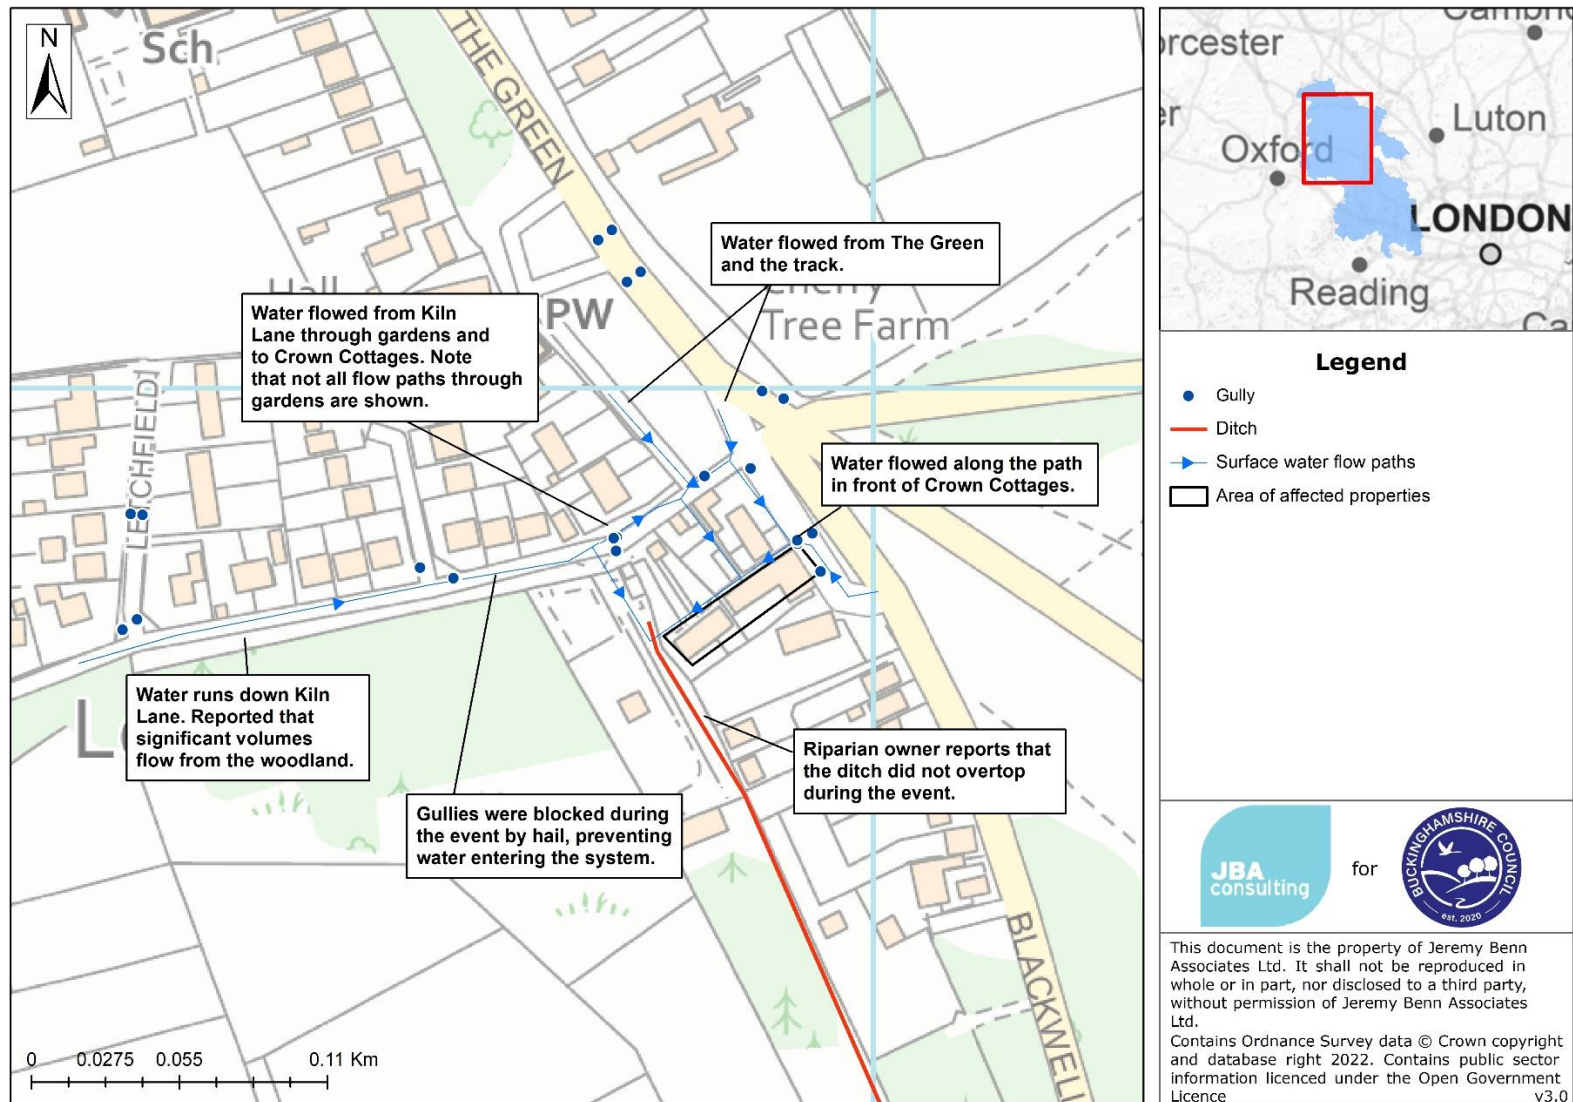 N
Sch
THE GREEN
Hall
PW
Cherry
Tree Farm
LETCHFIELD
BLACKWELL
Water flowed from The Green
and the track.
Water flowed from Kiln
Lane through gardens and
to Crown Cottages. Note
that not all flow paths through
gardens are shown.
Water flowed along the path
in front of Crown Cottages.
Water runs down Kiln
Lane. Reported that
significant volumes
flow from the woodland.
Gullies were blocked during
the event by hail, preventing
water entering the system.
Riparian owner reports that
the ditch did not overtop
during the event.
0 0.0275 0.055 0.11 Km
orcester
Oxford
Luton
LONDON
Reading
Legend
Gully
Ditch
Surface water flow paths
Area of affected properties
JBA
consulting
for
BUCKINGHAMSHIRE COUNCIL
est. 2020
This document is the property of Jeremy Benn
Associates Ltd. It shall not be reproduced in
whole or in part, nor disclosed to a third party,
without permission of Jeremy Benn Associates
Ltd.
Contains Ordnance Survey data © Crown copyright
and database right 2022. Contains public sector
information licenced under the Open Government
Licence v3.0